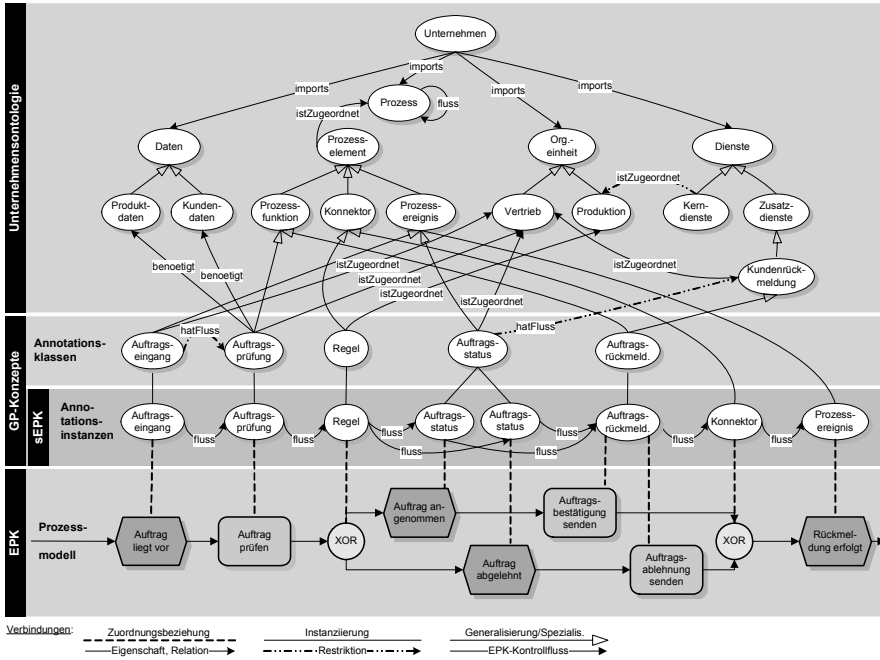 Unternehmensontologie
Unternehmen
imports
imports
imports
imports
Prozess
fluss
istZugeordnet
Daten
Prozess-
element
Org.-
einheit
Dienste
istZugeordnet
Produkt-
daten
Kunden-
daten
Prozess-
funktion
Konnektor
Prozess-
ereignis
Vertrieb
Produktion
Kern-
dienste
Zusatz-
dienste
benoetigt
benoetigt
istZugeordnet
istZugeordnet
istZugeordnet
istZugeordnet
istZugeordnet
Kundenrück-
meldung
hatFluss
GP-Konzepte
Annotations-
klassen
Auftrags-
eingang
hatFluss
Auftrags-
prüfung
Regel
Auftrags-
status
Auftrags-
rückmeld.
sEPK
Anno-
tations-
instanzen
Auftrags-
eingang
fluss
Auftrags-
prüfung
fluss
Regel
fluss
fluss
Auftrags-
status
Auftrags-
status
fluss
fluss
Auftrags-
rückmeld.
fluss
Konnektor
fluss
Prozess-
ereignis
EPK
Prozess-
modell
Auftrag
liegt vor
Auftrag
prüfen
XOR
Auftrag an-
genommen
Auftrag
abgelehnt
Auftrags-
bestätigung
senden
Auftrags-
ablehnung
senden
XOR
Rückmel-
dung erfolgt
Verbindungen:
Zuordnungsbeziehung
Instanziierung
Generalisierung/Spezialis.
Eigenschaft, Relation
Restriktion
EPK-Kontrollfluss